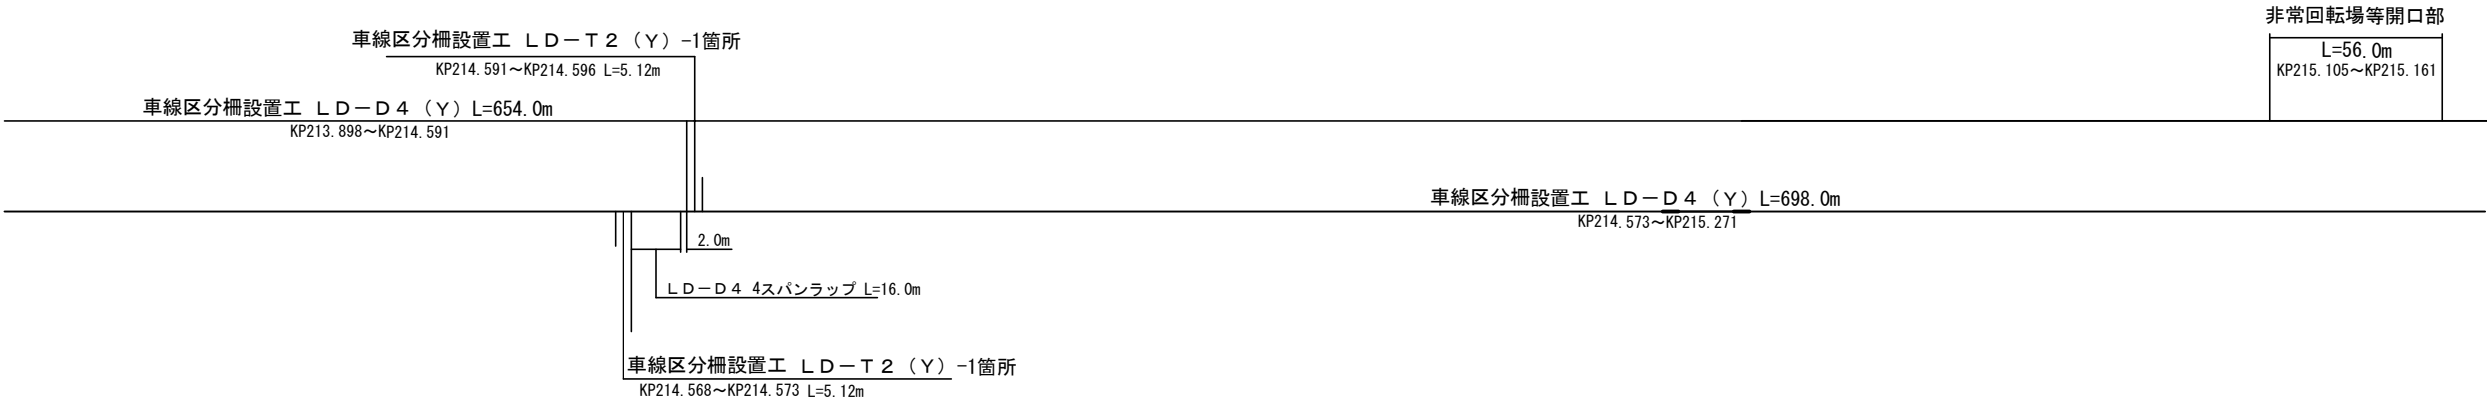 非常回転場等開口部
L=56.0m
KP215.105～KP215.161
車線区分柵設置工 ＬＤ－Ｔ２（Ｙ）-1箇所
KP214.591～KP214.596 L=5.12m
車線区分柵設置工 ＬＤ－Ｄ４（Ｙ）L=654.0m
KP213.898～KP214.591
車線区分柵設置工 ＬＤ－Ｄ４（Ｙ）L=698.0m
KP214.573～KP215.271
2.0m
ＬＤ－Ｄ４ 4スパンラップ L=16.0m
車線区分柵設置工 ＬＤ－Ｔ２（Ｙ）-1箇所
KP214.568～KP214.573 L=5.12m